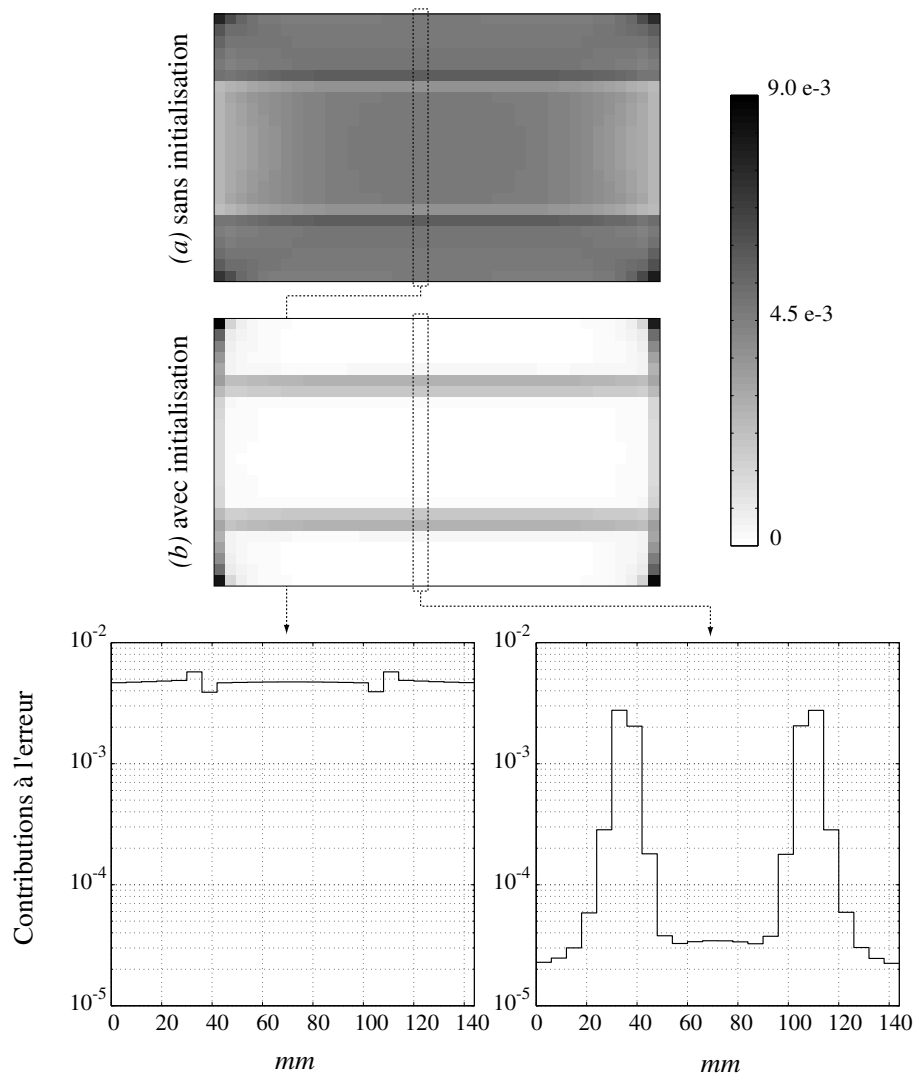 (a) sans initialisation
9.0 e-3
4.5 e-3
0
(b) avec initialisation
Contributions à l'erreur
10-2
10-3
10-4
10-5
0 20 40 60 80 100 120 140
mm
10-2
10-3
10-4
10-5
0 20 40 60 80 100 120 140
mm